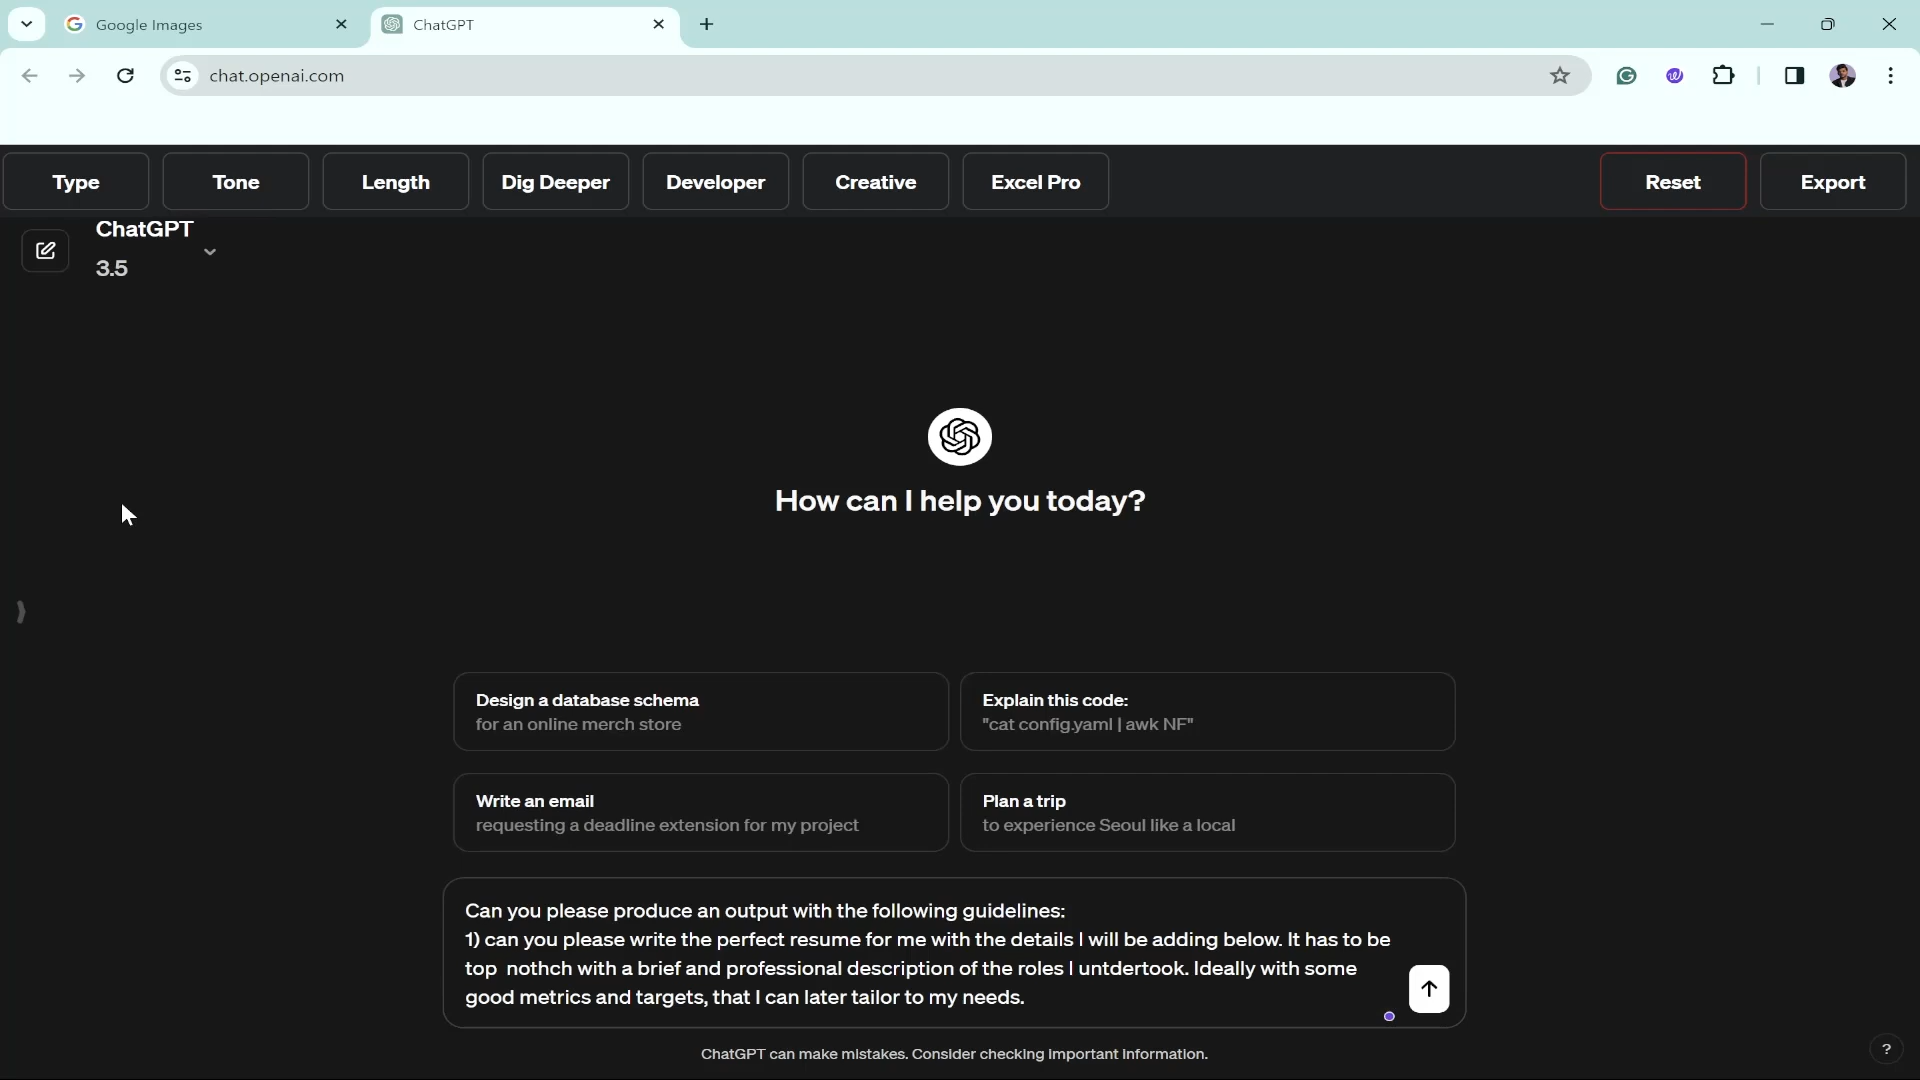 Google Images
ChatGPT
chat.openai.com
Type
Tone
Length
Dig Deeper
Developer
Creative
Excel Pro
Reset
Export
ChatGPT
3.5
How can I help you today?
Design a database schema
for an online merch store
Explain this code:
"cat config.yaml | awk NF"
Write an email
requesting a deadline extension for my project
Plan a trip
to experience Seoul like a local
Can you please produce an output with the following guidelines:
1) can you please write the perfect resume for me with the details I will be adding below. It has to be
top  nothch with a brief and professional description of the roles I untdertook. Ideally with some
good metrics and targets, that I can later tailor to my needs.
ChatGPT can make mistakes. Consider checking important information.
?